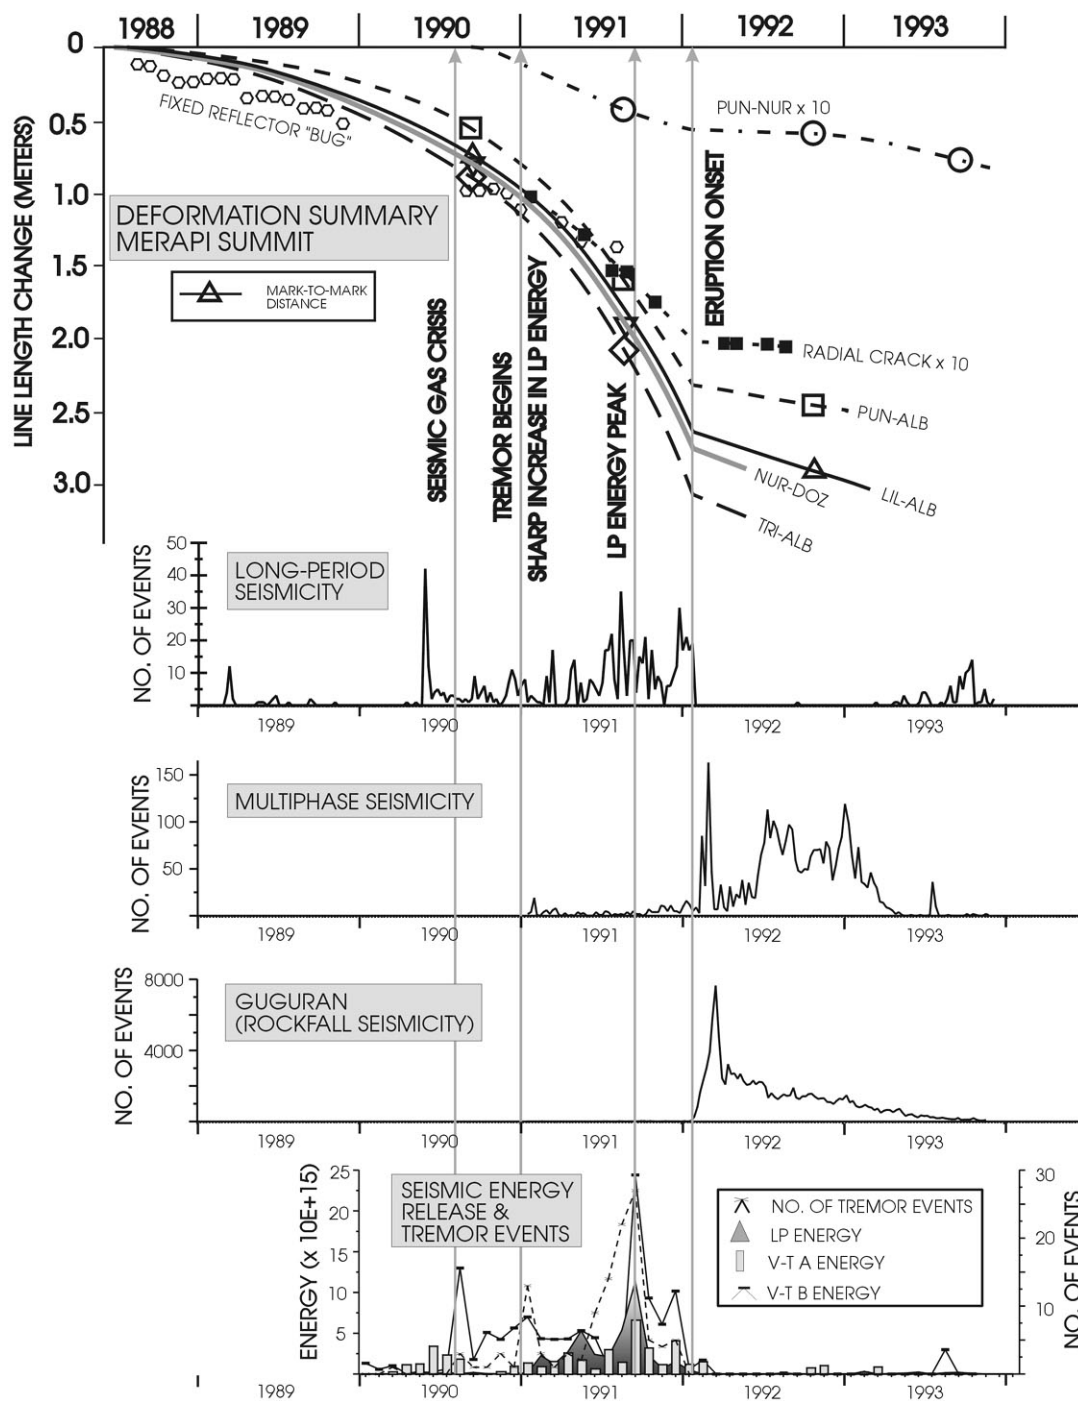 1988 1989 1990 1991 1992 1993
LINE LENGTH CHANGE (METERS)
0
0.5
1.0
1.5
2.0
2.5
3.0
FIXED REFLECTOR "BUG"
PUN-NUR x 10
DEFORMATION SUMMARY
MERAPI SUMMIT
MARK-TO-MARK
DISTANCE
SEISMIC GAS CRISIS
TREMOR BEGINS
SHARP INCREASE IN LP ENERGY
LP ENERGY PEAK
ERUPTION ONSET
RADIAL CRACK x 10
PUN-ALB
LIL-ALB
NUR-DOZ
TRI-ALB
NO. OF EVENTS
50
40
30
20
10
LONG-PERIOD
SEISMICITY
1989 1990 1991 1992 1993
NO. OF EVENTS
150
100
50
MULTIPHASE SEISMICITY
1989 1990 1991 1992 1993
NO. OF EVENTS
8000
4000
GUGURAN
(ROCKFALL SEISMICITY)
1989 1990 1991 1992 1993
ENERGY (x 10E+15)
25
20
15
10
5
SEISMIC ENERGY
RELEASE &
TREMOR EVENTS
NO. OF TREMOR EVENTS
LP ENERGY
V-T A ENERGY
V-T B ENERGY
30
20
10
0
NO. OF EVENTS
1989 1990 1991 1992 1993